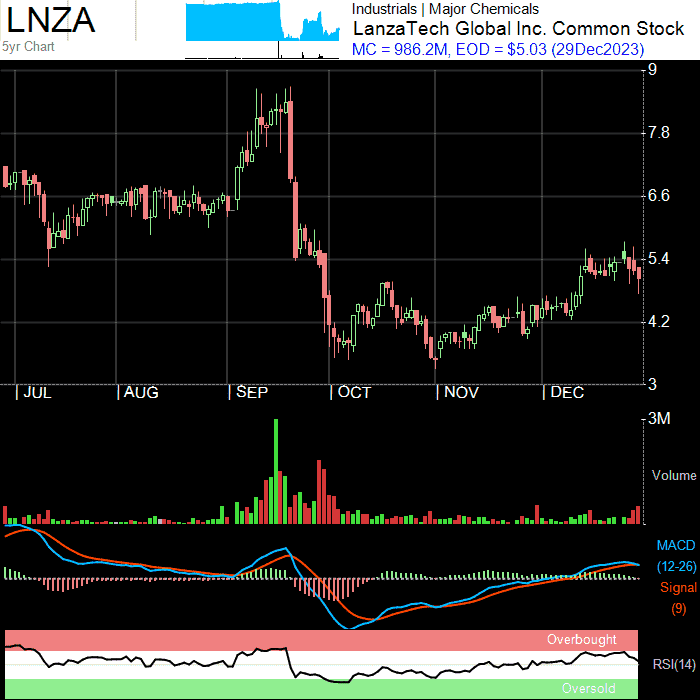 LNZA
5yr Chart
Industrials | Major Chemicals
LanzaTech Global Inc. Common Stock
MC = 986.2M, EOD = $5.03 (29Dec2023)
9
7.8
6.6
5.4
4.2
3
| JUL | AUG | SEP | OCT | NOV | DEC
3M
Volume
MACD
(12-26)
Signal
(9)
Overbought
RSI(14)
Oversold